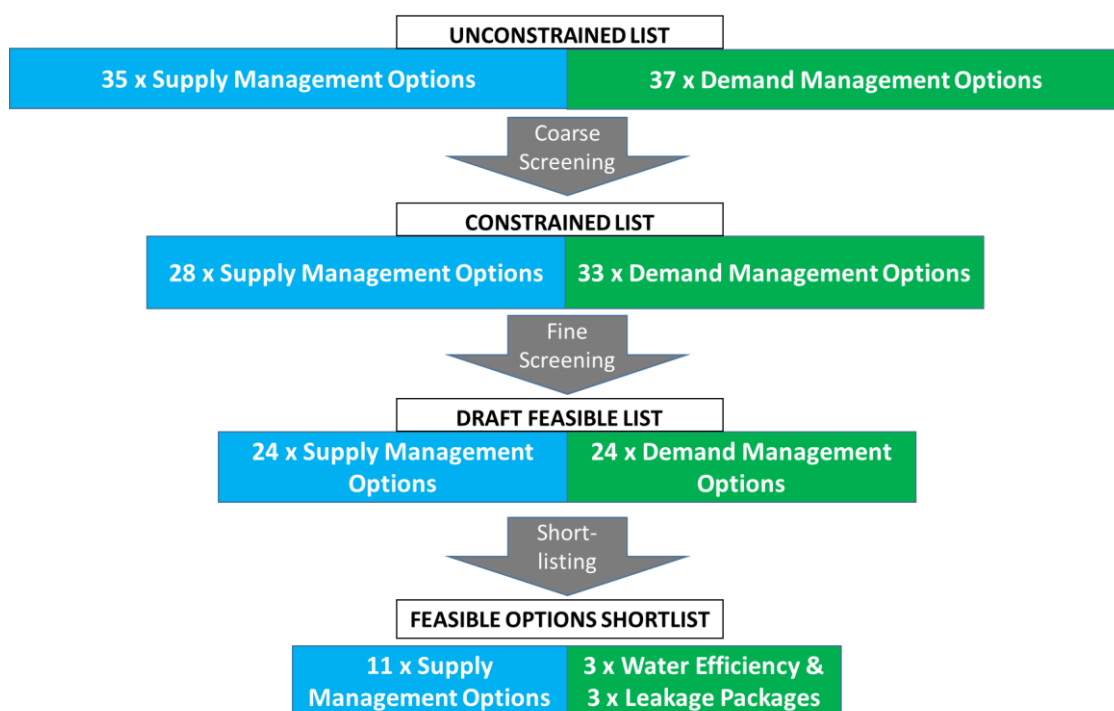 UNCONSTRAINED LIST
35 x Supply Management Options
37 x Demand Management Options
Coarse
Screening
CONSTRAINED LIST
28 x Supply Management Options
33 x Demand Management Options
Fine
Screening
DRAFT FEASIBLE LIST
24 x Supply Management
Options
24 x Demand Management
Options
Short-
listing
FEASIBLE OPTIONS SHORTLIST
11 x Supply
Management Options
3 x Water Efficiency &
3 x Leakage Packages